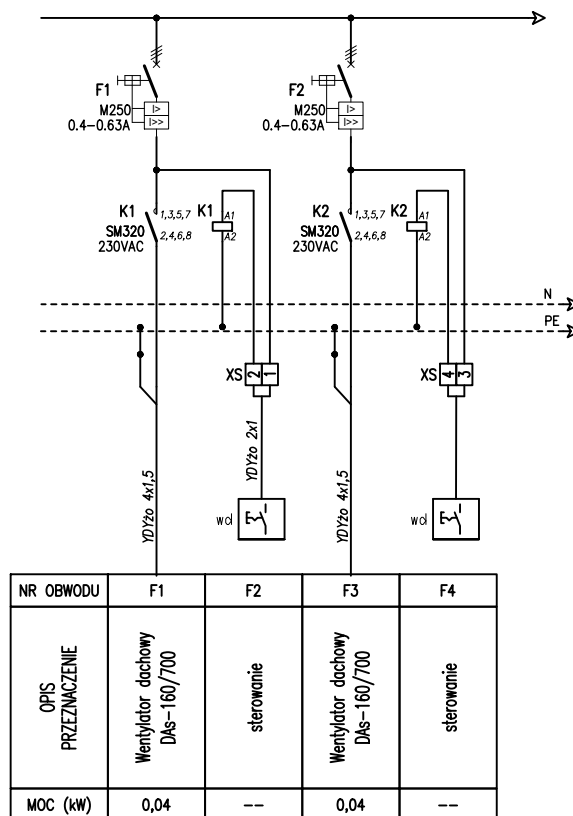 F1
M250
0.4-0.63A
I>
I>>
F2
M250
0.4-0.63A
I>
I>>
K1
SM320
230VAC
1,3,5,7
2,4,6,8
K1
A1
A2
K2
SM320
230VAC
1,3,5,7
2,4,6,8
K2
A1
A2
N
PE
XS
2
1
XS
4
3
YDYżo 4x1,5
YDYżo 2x1
YDYżo 4x1,5
wcl
wcl
NR OBWODU F1 F2 F3 F4
OPIS
PRZEZNACZENIE
Wentylator dachowy
DAs-160/700
sterowanie
Wentylator dachowy
DAs-160/700
sterowanie
MOC (kW) 0,04 -- 0,04 --